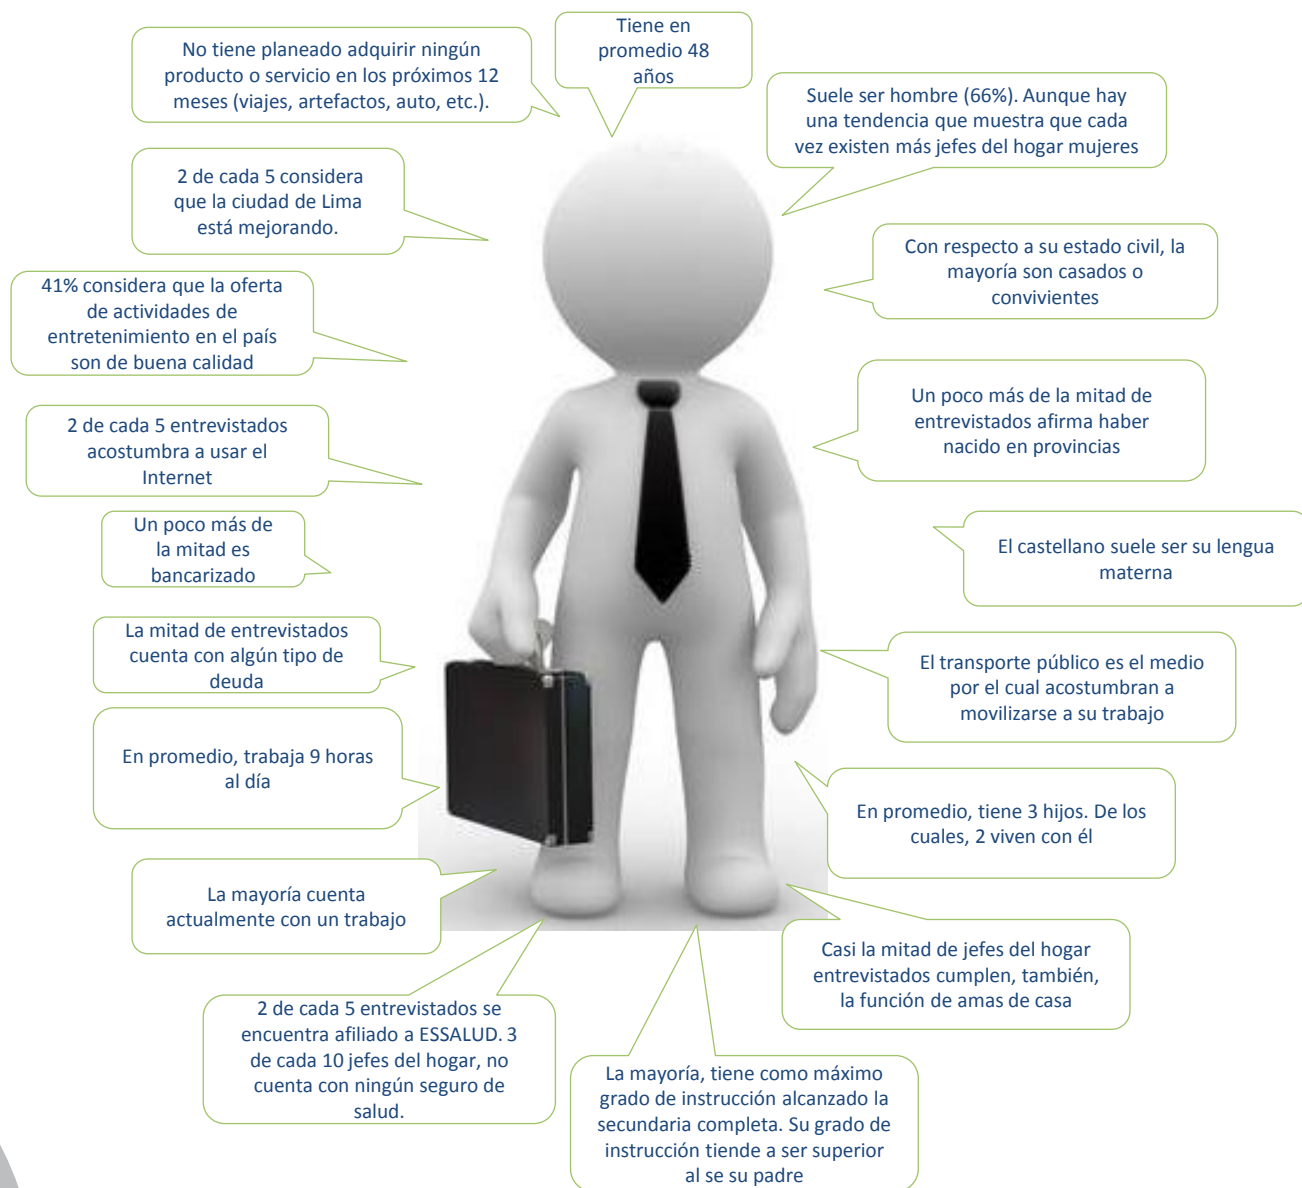 Tiene en
promedio 48
años
No tiene planeado adquirir ningún
producto o servicio en los próximos 12
meses (viajes, artefactos, auto, etc.).
Suele ser hombre (66%). Aunque hay
una tendencia que muestra que cada
vez existen más jefes del hogar mujeres
2 de cada 5 considera
que la ciudad de Lima
está mejorando.
Con respecto a su estado civil, la
mayoría son casados o
convivientes
41% considera que la oferta
de actividades de
entretenimiento en el país
son de buena calidad
Un poco más de la mitad de
entrevistados afirma haber
nacido en provincias
2 de cada 5 entrevistados
acostumbra a usar el
Internet
Un poco más de
la mitad es
bancarizado
El castellano suele ser su lengua
materna
La mitad de entrevistados
cuenta con algún tipo de
deuda
El transporte público es el medio
por el cual acostumbran a
movilizarse a su trabajo
En promedio, trabaja 9 horas
al día
En promedio, tiene 3 hijos. De los
cuales, 2 viven con él
La mayoría cuenta
actualmente con un trabajo
Casi la mitad de jefes del hogar
entrevistados cumplen, también,
la función de amas de casa
2 de cada 5 entrevistados se
encuentra afiliado a ESSALUD. 3
de cada 10 jefes del hogar, no
cuenta con ningún seguro de
salud.
La mayoría, tiene como máximo
grado de instrucción alcanzado la
secundaria completa. Su grado de
instrucción tiende a ser superior
al se su padre